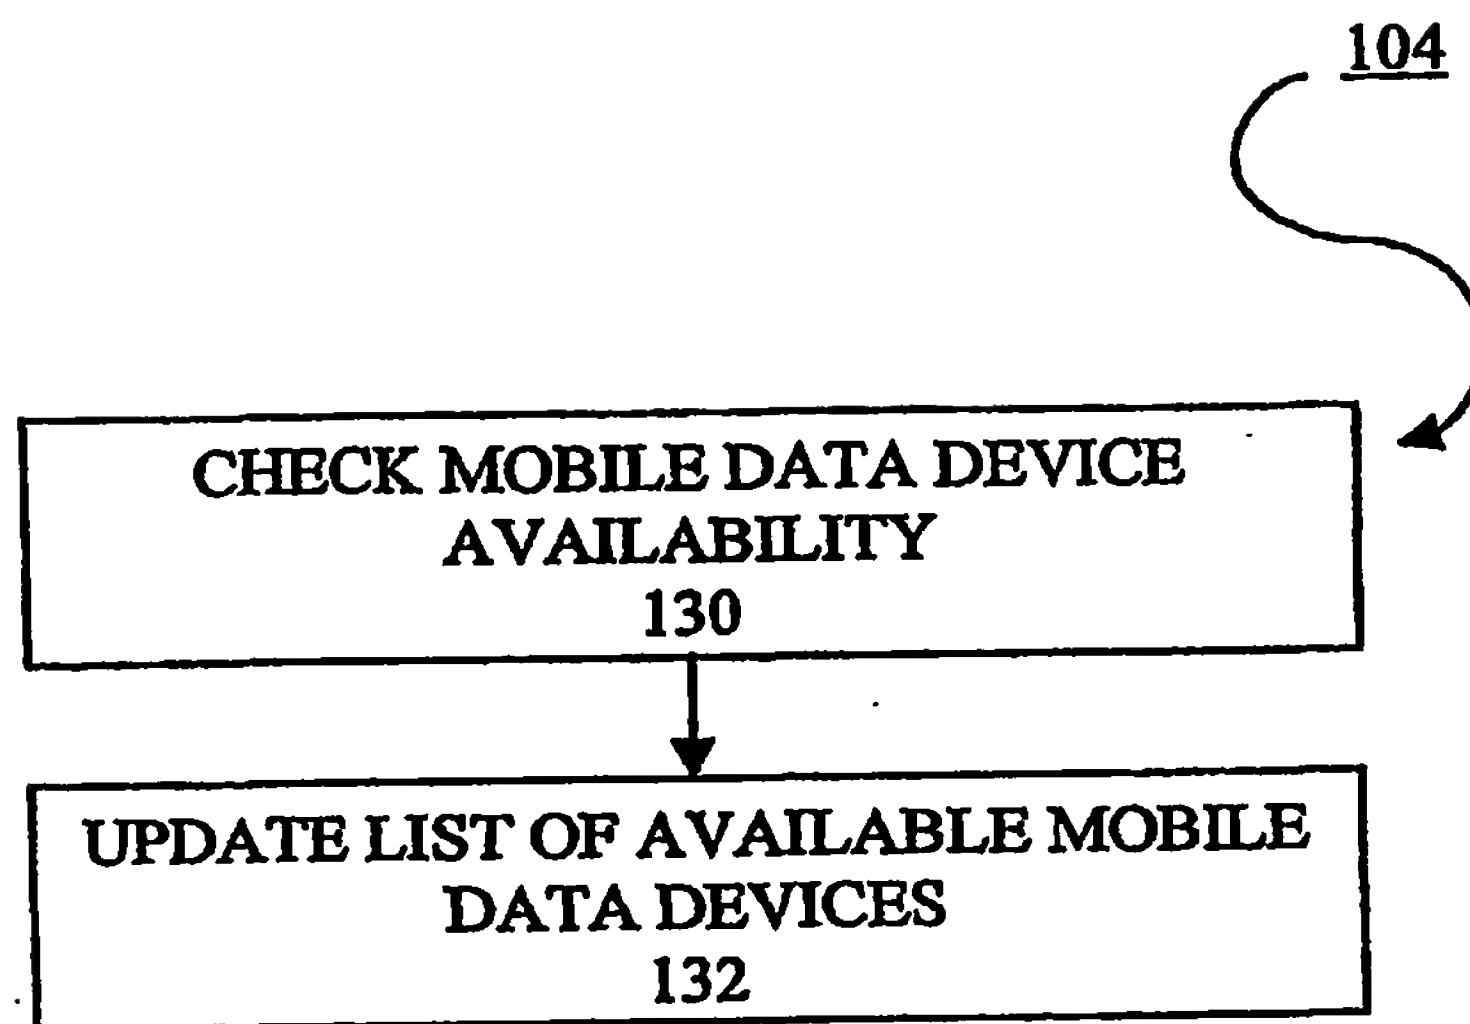 104
CHECK MOBILE DATA DEVICE
AVAILABILITY
130
UPDATE LIST OF AVAILABLE MOBILE
DATA DEVICES
132